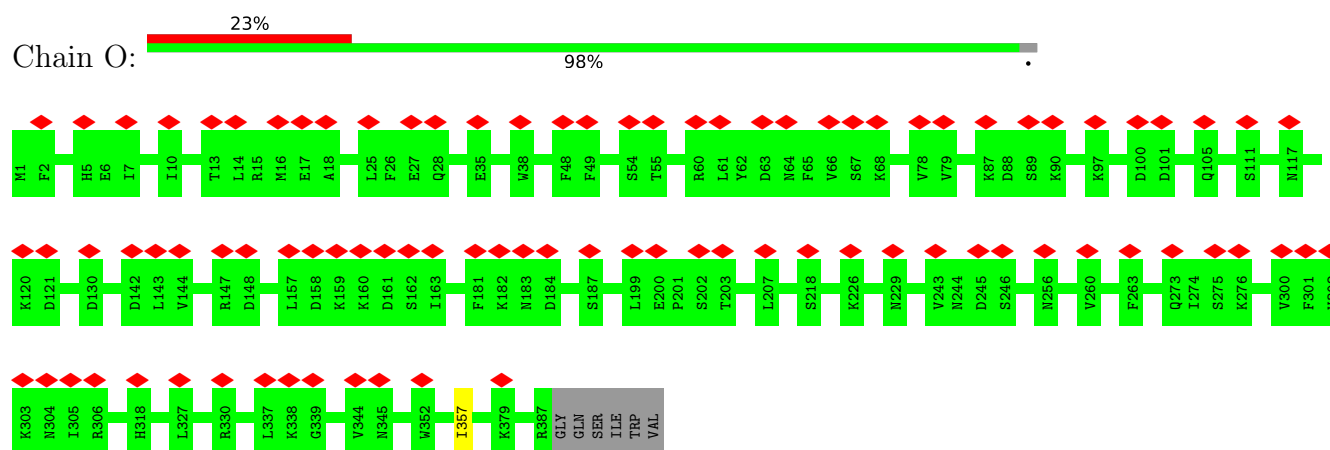 23%
Chain O:
98%
.
M1 F2 H5 E6 I7 I10 T13 L14 R15 M16 E17 A18 L25 F26 E27 Q28 E35 W38 F48 F49 S54 T55 R60 L61 Y62 D63 N64 F65 V66 S67 K68 V78 V79 K87 D88 S89 K90 K97 D100 D101 Q105 S111 N117
K120 D121 D130 D142 L143 V144 R147 D148 L157 D158 K159 K160 D161 S162 I163 F181 K182 N183 D184 S187 L199 E200 P201 S202 T203 L207 S218 K226 N229 V243 N244 D245 S246 N256 V260 F263 Q273 I274 S275 K276 V300 F301
K303 N304 I305 R306 H318 L327 R330 L337 K338 G339 V344 N345 W352 I357 K379 R387 GLY GLN SER ILE TRP VAL